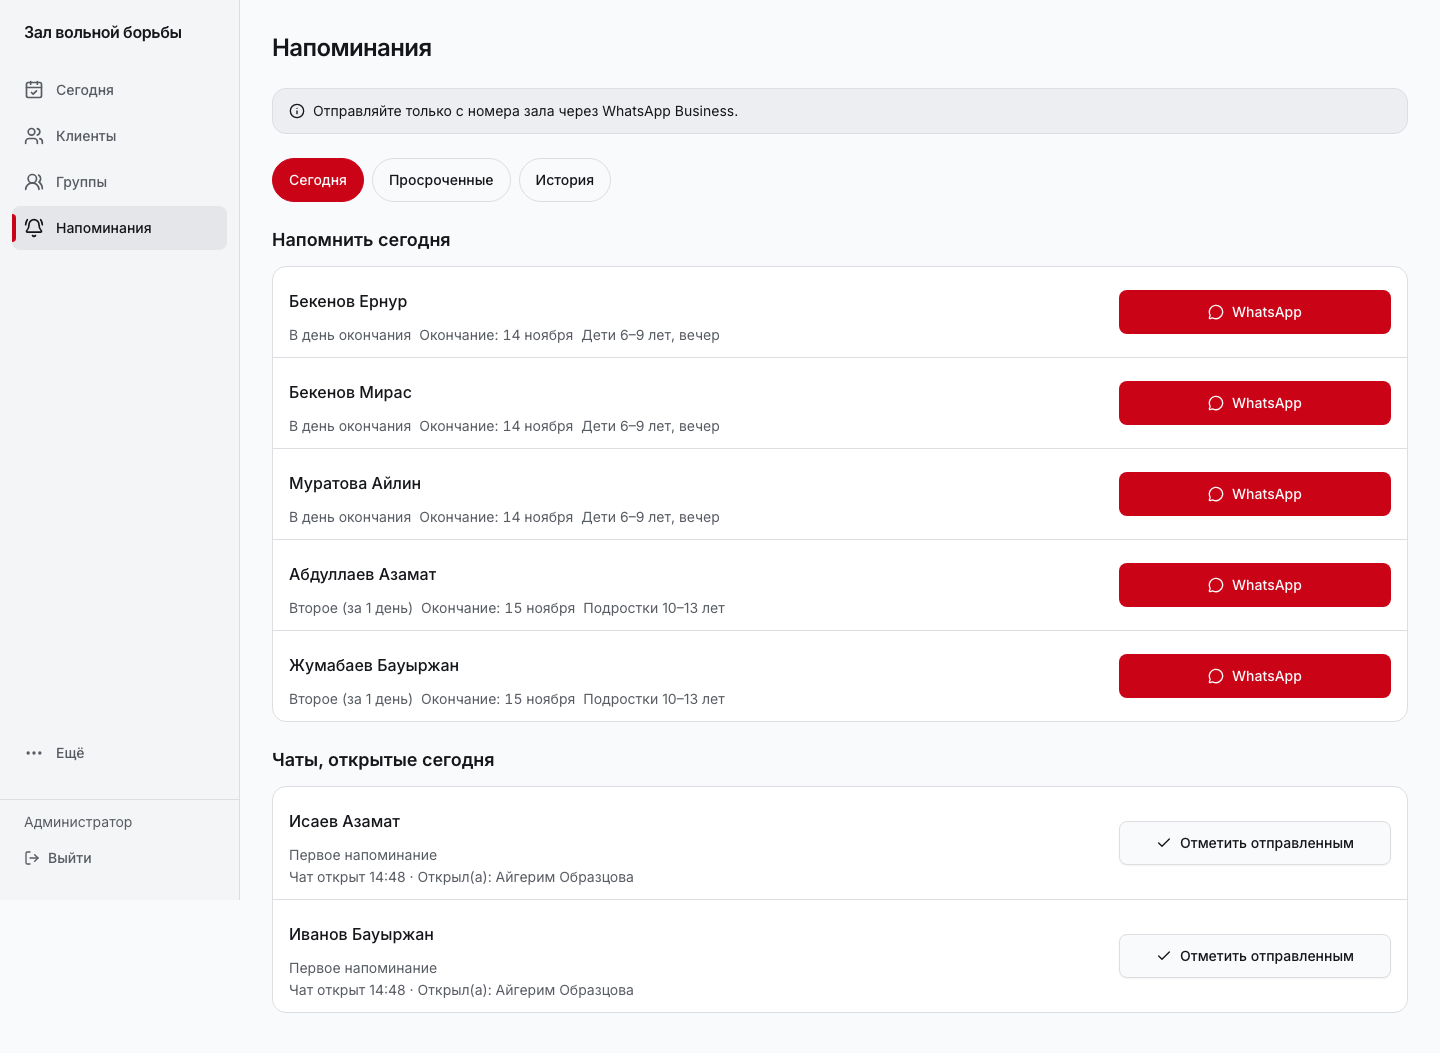 Зал вольной борьбы
Сегодня
Клиенты
Группы
Напоминания
Ещё
Администратор
Выйти
Напоминания
Отправляйте только с номера зала через WhatsApp Business.
Сегодня
Просроченные
История
Напомнить сегодня
Бекенов Ернур
В день окончания Окончание: 14 ноября Дети 6–9 лет, вечер
WhatsApp
Бекенов Мирас
В день окончания Окончание: 14 ноября Дети 6–9 лет, вечер
WhatsApp
Муратова Айлин
В день окончания Окончание: 14 ноября Дети 6–9 лет, вечер
WhatsApp
Абдуллаев Азамат
Второе (за 1 день) Окончание: 15 ноября Подростки 10–13 лет
WhatsApp
Жумабаев Бауыржан
Второе (за 1 день) Окончание: 15 ноября Подростки 10–13 лет
WhatsApp
Чаты, открытые сегодня
Исаев Азамат
Первое напоминание
Чат открыт 14:48 · Открыл(а): Айгерим Образцова
Отметить отправленным
Иванов Бауыржан
Первое напоминание
Чат открыт 14:48 · Открыл(а): Айгерим Образцова
Отметить отправленным